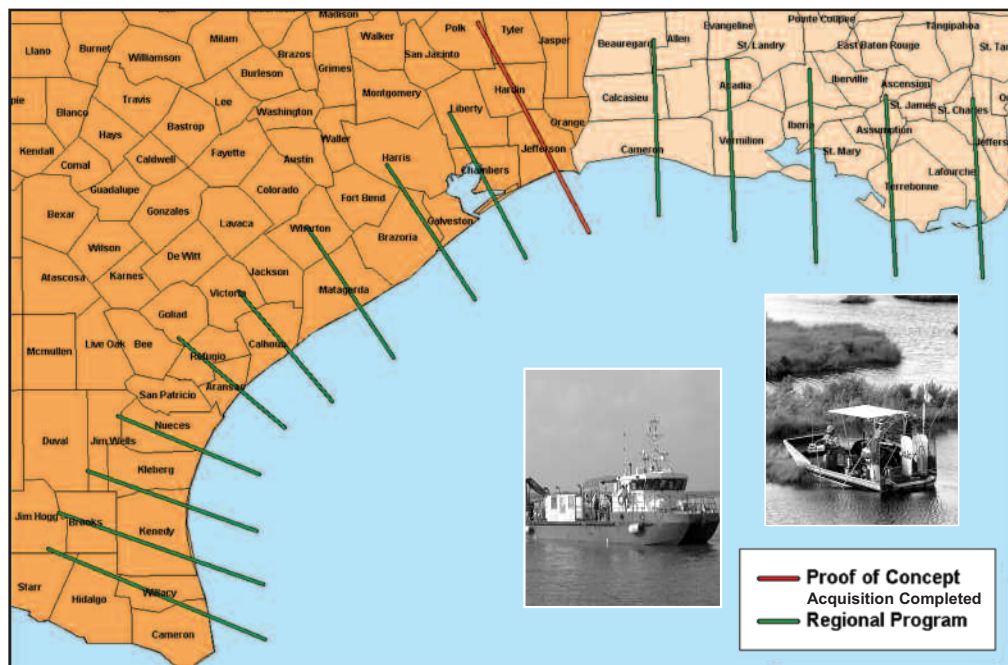 Madison
Polk
Tyler
Jasper
Walker
San Jacinto
Llano
Burnet
Milam
Williamson
Brazos
Grimes
Burleson
Montgomery
Liberty
Hardin
Orange
Travis
Lee
Washington
Blanco
Hays
Bastrop
Waller
Harris
Jefferson
Kendall
Comal
Caldwell
Fayette
Austin
Chambers
Guadalupe
Colorado
Fort Bend
Galveston
Bexar
Gonzales
Lavaca
Wharton
Brazoria
Wilson
De Witt
Atascosa
Karnes
Jackson
Matagorda
Victoria
Goliad
Mcmullen
Live Oak
Bee
Refugio
Calhoun
Aransas
San Patricio
Nueces
Duval
Jim Wells
Kleberg
Jim Hogg
Brooks
Kenedy
Starr
Hidalgo
Willacy
Cameron
Beauregard
Allen
Evangeline
St. Landry
Pointe Coupee
East Baton Rouge
Tangipahoa
Calcasieu
Acadia
Iberville
Ascension
St. James
St. Charles
Cameron
Vermilion
Iberia
St. Mary
Assumption
Terrebonne
Lafourche
Proof of Concept
Acquisition Completed
Regional Program